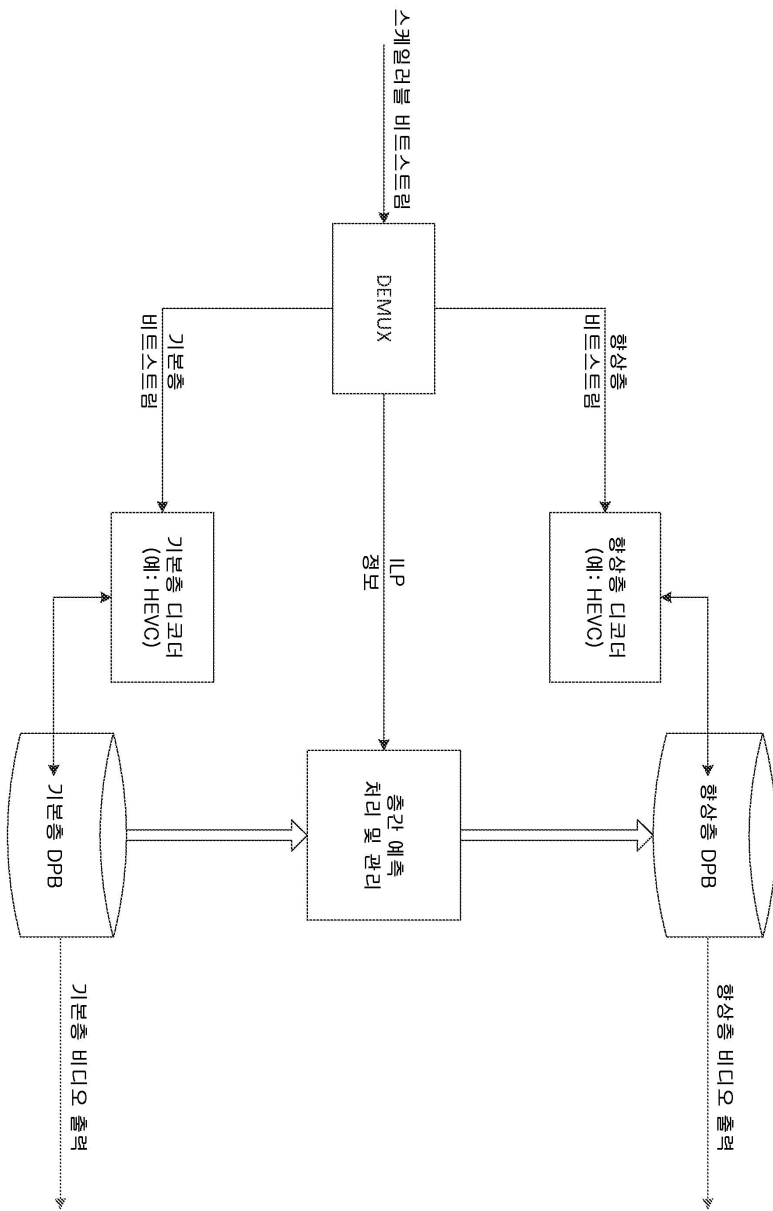 스케일러블 비트스트림
DEMUX
향상층
비트스트림
기본층
비트스트림
ILP
정보
향상층 디코더
(예: HEVC)
기본층 디코더
(예: HEVC)
향상층 DPB
층간 예측
처리 및 관리
기본층 DPB
향상층 비디오 출력
기본층 비디오 출력